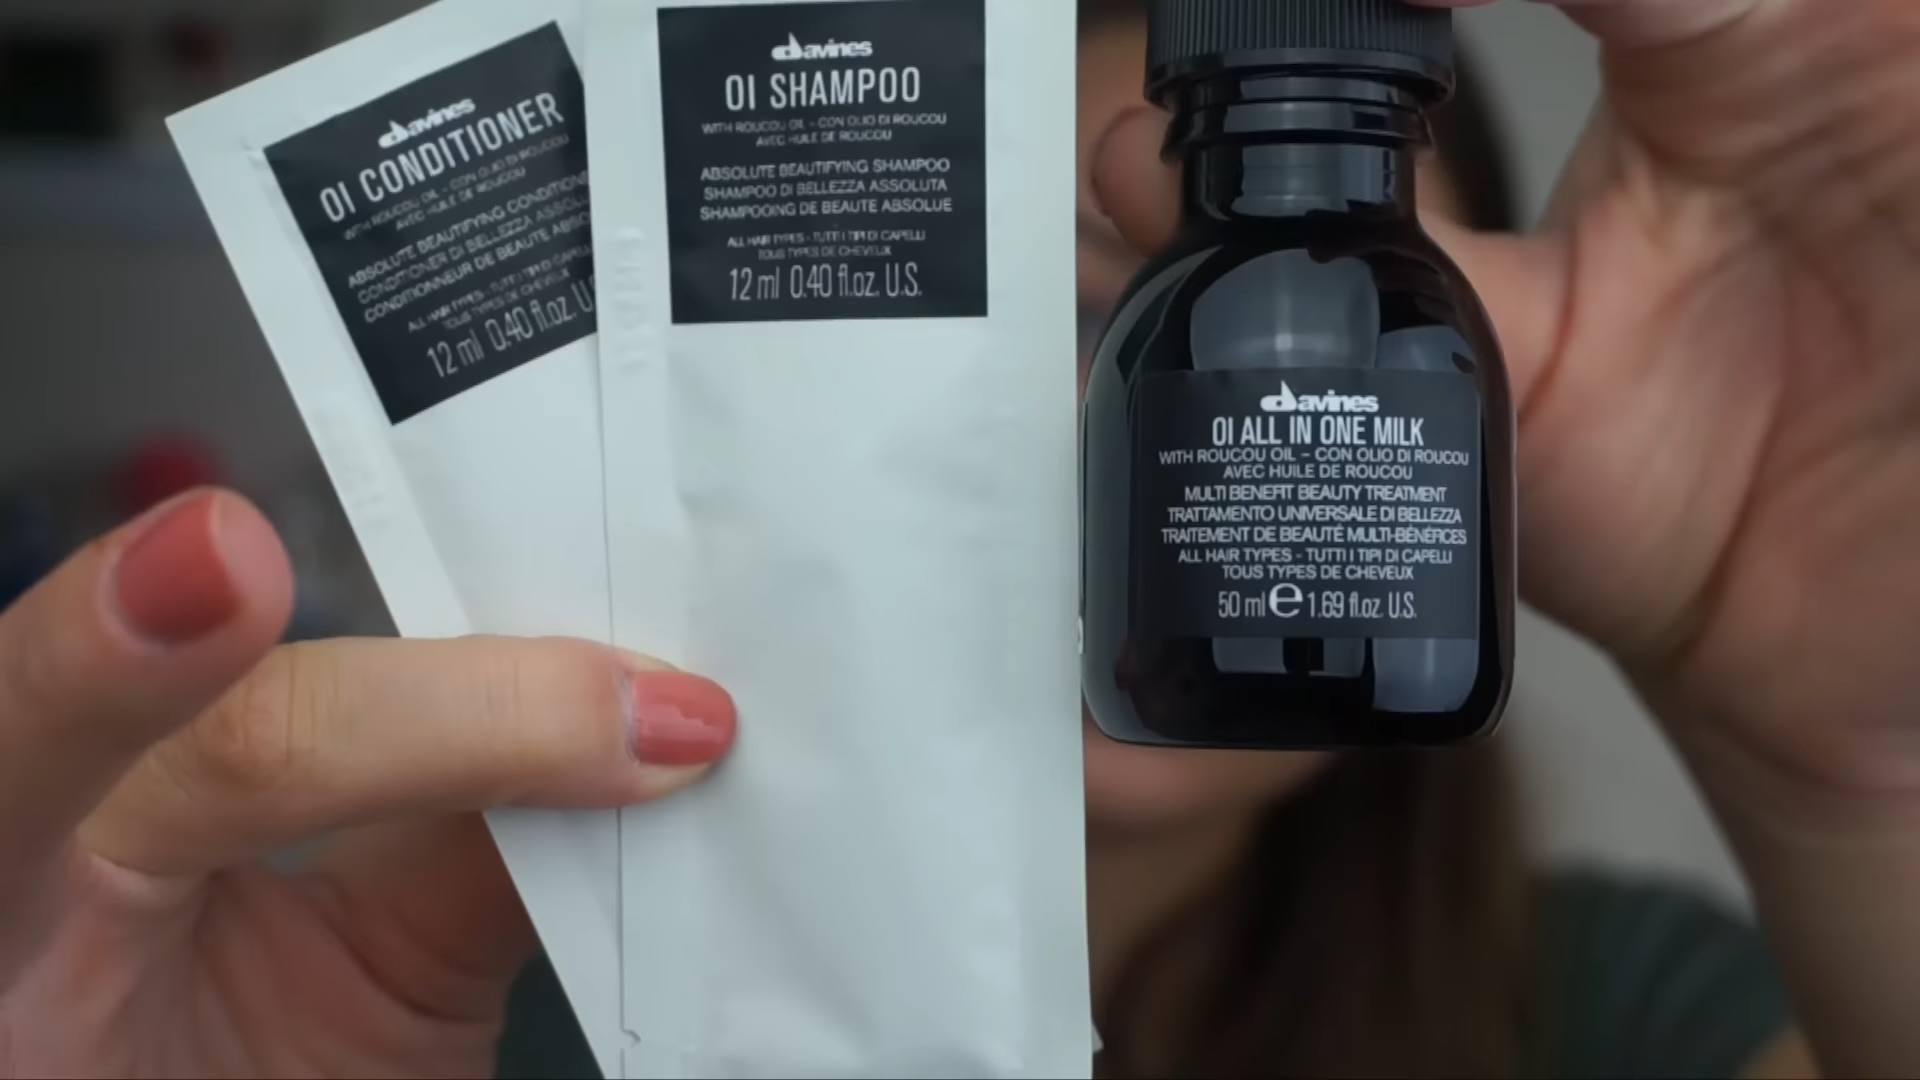 davines
OI CONDITIONER
WITH ROUCOU OIL - CON OLIO DI ROUCOU
AVEC HUILE DE ROUCOU
ABSOLUTE BEAUTIFYING CONDITIONE
CONDITIONER DI BELLEZZA ASSOLU
CONDITIONNEUR DE BEAUTE ABSO
ALL HAIR TYPES - TUTTI I TIPI DI CAPELL
TOUS TYPES DE CHEVEUX
12 ml 0.40 fl.oz. U.
davines
OI SHAMPOO
WITH ROUCOU OIL - CON OLIO DI ROUCOU
AVEC HUILE DE ROUCOU
ABSOLUTE BEAUTIFYING SHAMPOO
SHAMPOO DI BELLEZZA ASSOLUTA
SHAMPOOING DE BEAUTE ABSOLUE
ALL HAIR TYPES - TUTTI I TIPI DI CAPELLI
TOUS TYPES DE CHEVEUX
12 ml 0.40 fl.oz. U.S.
davines
OI ALL IN ONE MILK
WITH ROUCOU OIL – CON OLIO DI ROUCOU
AVEC HUILE DE ROUCOU
MULTI BENEFIT BEAUTY TREATMENT
TRATTAMENTO UNIVERSALE DI BELLEZZA
TRAITEMENT DE BEAUTÉ MULTI-BÉNÉFICES
ALL HAIR TYPES - TUTTI I TIPI DI CAPELLI
TOUS TYPES DE CHEVEUX
50 ml e 1.69 fl.oz. U.S.